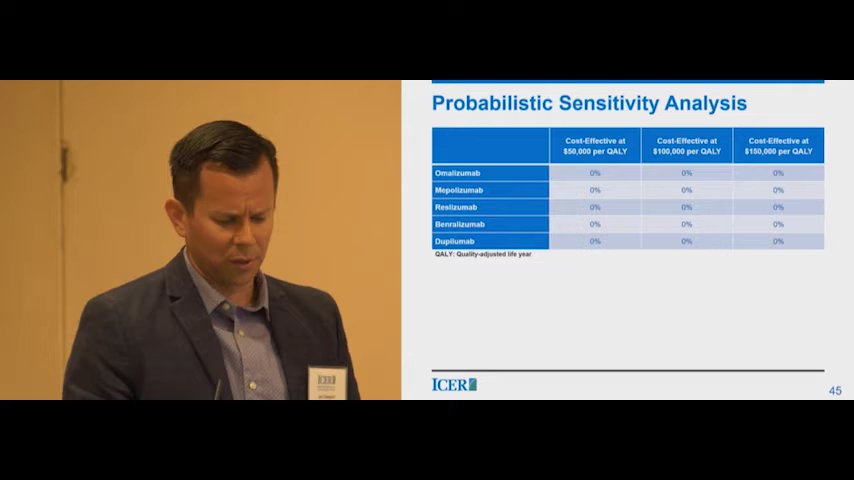 Probabilistic Sensitivity Analysis
Cost-Effective at $50,000 per QALY
Cost-Effective at $100,000 per QALY
Cost-Effective at $150,000 per QALY
Omalizumab 0% 0% 0%
Mepolizumab 0% 0% 0%
Reslizumab 0% 0% 0%
Benralizumab 0% 0% 0%
Dupilumab 0% 0% 0%
QALY: Quality-adjusted life year
ICER
45
ICER